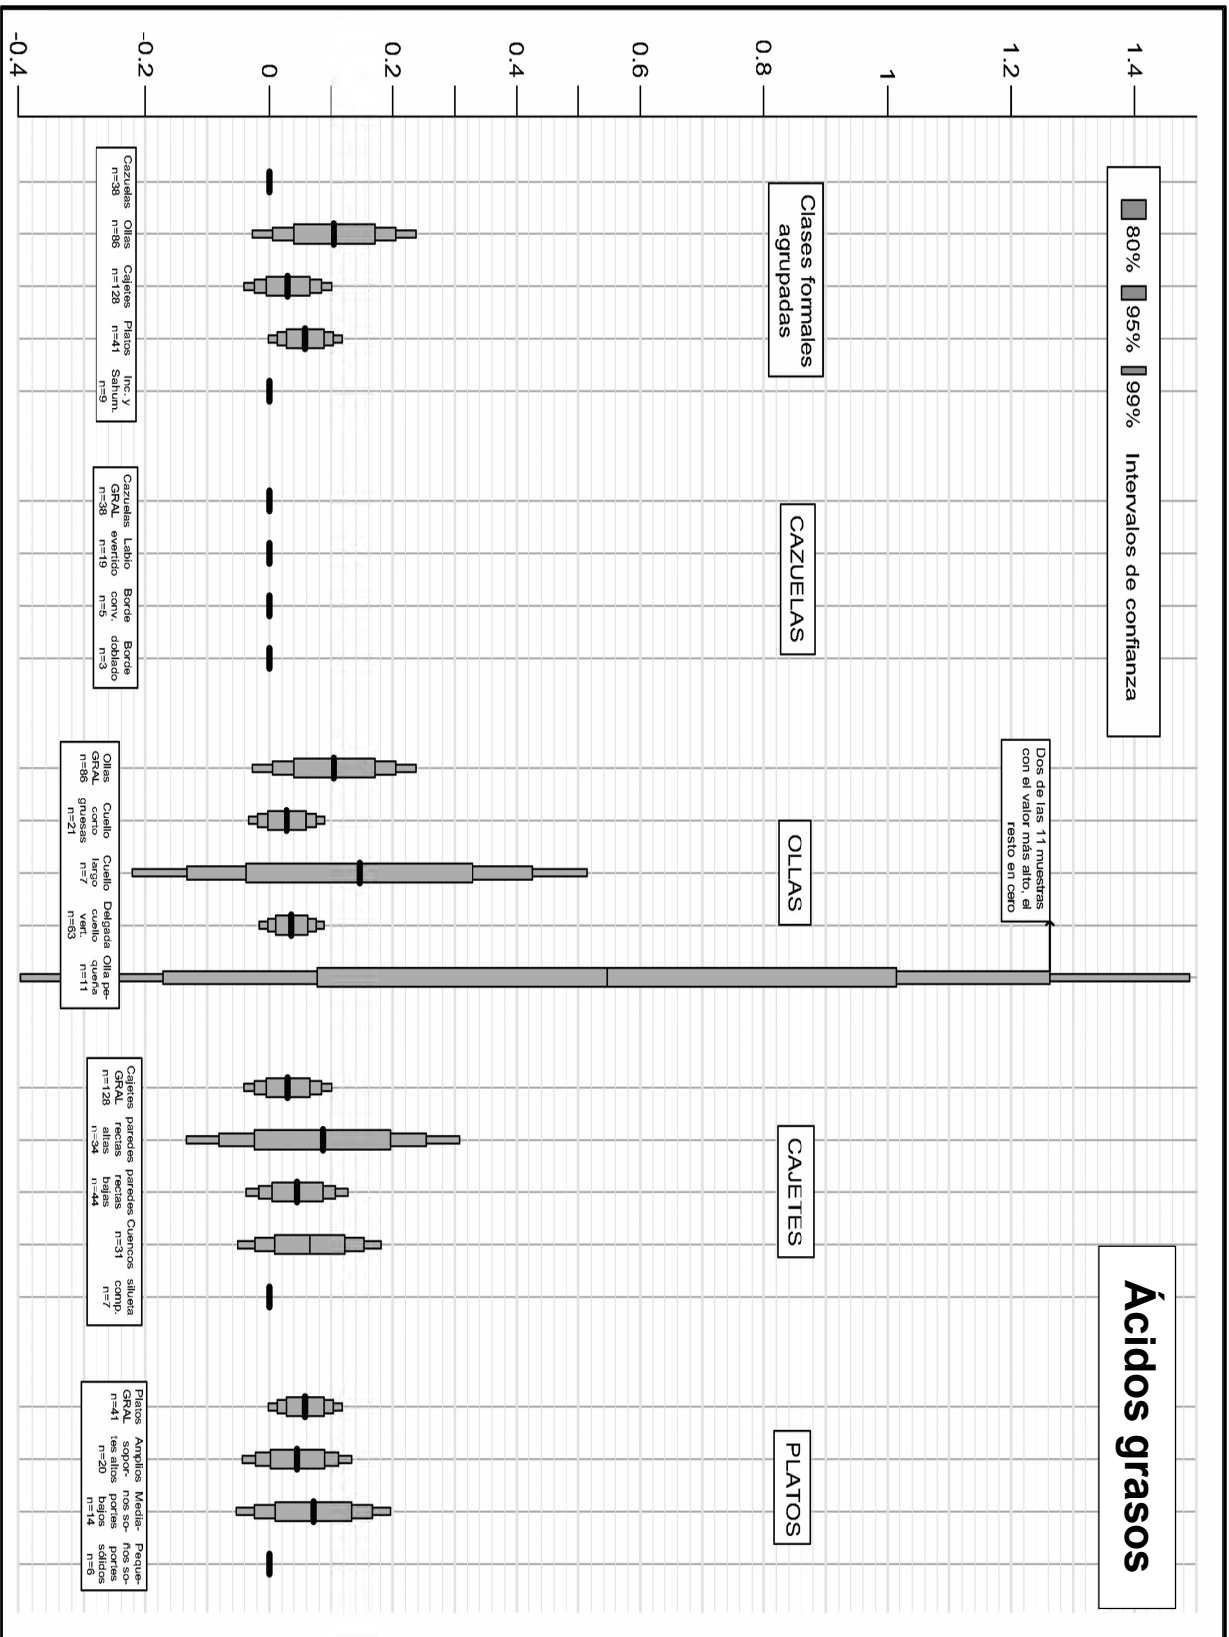 Ácidos grasos
80% 95% 99% Intervalos de confianza
1.4
1.2
1
0.8
0.6
0.4
0.2
0
-0.2
-0.4
Clases formales
agrupadas
CAZUELAS
OLLAS
CAJETES
PLATOS
Dos de las 11 muestras
con el valor más alto, el
resto en cero
Cazuelas
n=38
Ollas
n=86
Cajetes
n=128
Platos
n=41
Inc. y
Sahum.
n=9
Cazuelas
GRAL
n=38
Labio
evertido
n=19
Borde
conv.
n=5
Borde
doblado
n=3
Ollas
GRAL
n=86
Cuello
corto
gruesas
n=21
Cuello
largo
n=7
Delgada
cuello
vert.
n=63
Olla pe-
queña
n=11
Cajetes
GRAL
n=128
paredes
rectas
altas
n=34
paredes
rectas
bajas
n=44
Cuencos
n=31
silueta
comp.
n=7
Platos
GRAL
n=41
Amplios
sopor-
tes altos
n=20
Media-
nos so-
portes
bajos
n=14
Peque-
ños so-
portes
sólidos
n=6